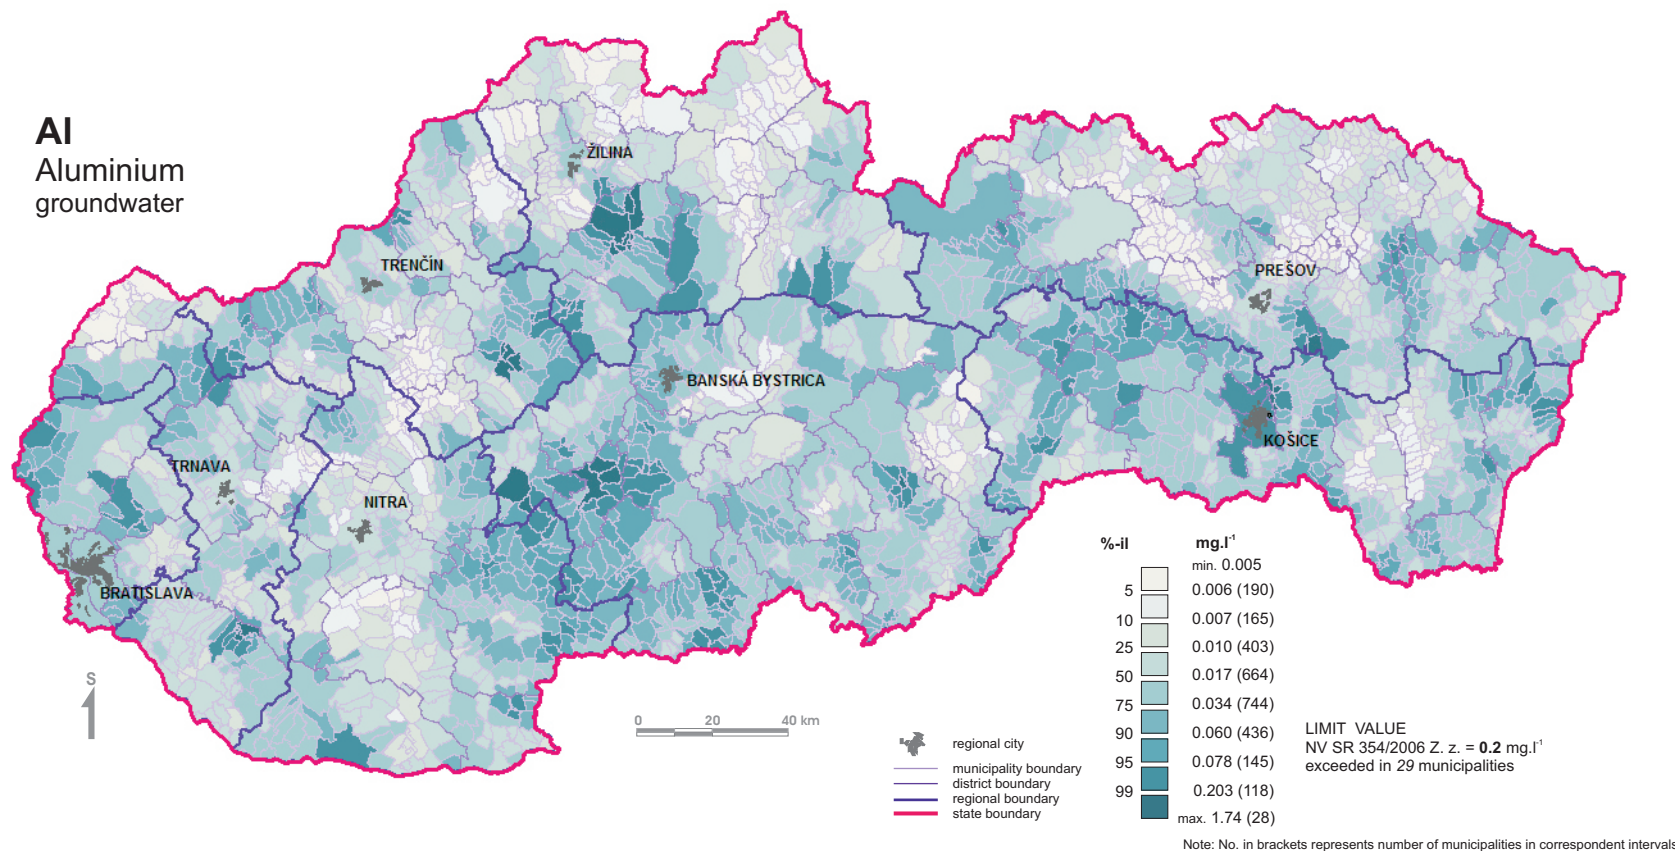 Al
Aluminium
groundwater
ŽILINA
TRENČÍN
PREŠOV
BANSKÁ BYSTRICA
KOŠICE
TRNAVA
NITRA
BRATISLAVA
S
0 20 40 km
regional city
municipality boundary
district boundary
regional boundary
state boundary
%-il mg.l⁻¹
min. 0.005
5 0.006 (190)
10 0.007 (165)
25 0.010 (403)
50 0.017 (664)
75 0.034 (744)
90 0.060 (436)
95 0.078 (145)
99 0.203 (118)
max. 1.74 (28)
LIMIT VALUE
NV SR 354/2006 Z. z. = 0.2 mg.l⁻¹
exceeded in 29 municipalities
Note: No. in brackets represents number of municipalities in correspondent intervals